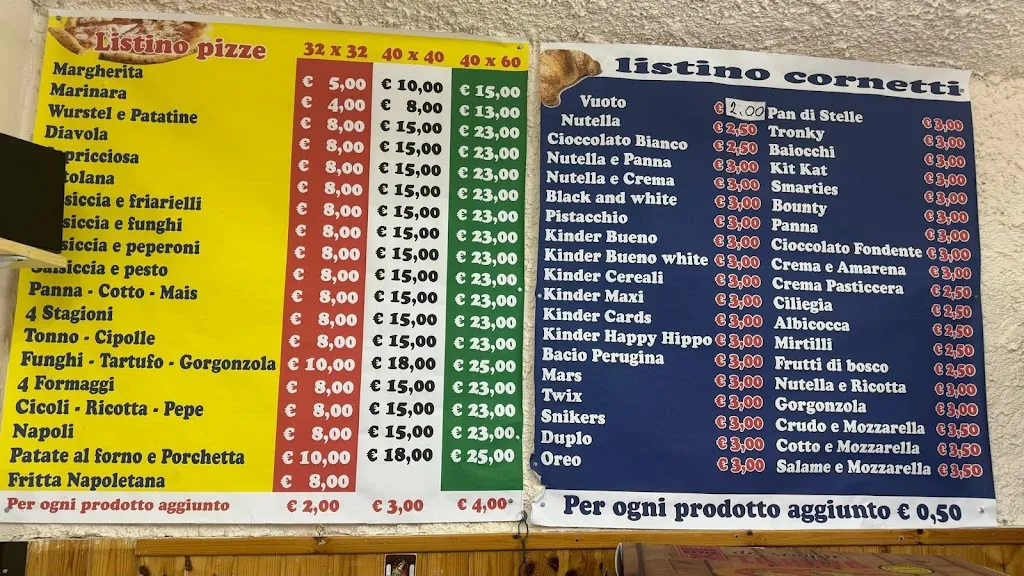 Listino pizze 32 x 32 40 x 40 40 x 60
Margherita € 5,00 € 10,00 € 15,00
Marinara € 4,00 € 8,00 € 13,00
Wurstel e Patatine € 8,00 € 15,00 € 23,00
Diavola € 8,00 € 15,00 € 23,00
apricciosa € 8,00 € 15,00 € 23,00
tolana € 8,00 € 15,00 € 23,00
siccia e friarielli € 8,00 € 15,00 € 23,00
siccia e funghi € 8,00 € 15,00 € 23,00
siccia e peperoni € 8,00 € 15,00 € 23,00
Salsiccia e pesto € 8,00 € 15,00 € 23,00
Panna - Cotto - Mais € 8,00 € 15,00 € 23,00
4 Stagioni € 8,00 € 15,00 € 23,00
Tonno - Cipolle € 8,00 € 15,00 € 23,00
Funghi - Tartufo - Gorgonzola € 10,00 € 18,00 € 25,00
4 Formaggi € 8,00 € 15,00 € 23,00
Cicoli - Ricotta - Pepe € 8,00 € 15,00 € 23,00
Napoli € 8,00 € 15,00 € 23,00
Patate al forno e Porchetta € 10,00 € 18,00 € 25,00
Fritta Napoletana € 8,00
Per ogni prodotto aggiunto € 2,00 € 3,00 € 4,00
listino cornetti
Vuoto € 2.00
Nutella € 2,50
Cioccolato Bianco € 2,50
Nutella e Panna € 3,00
Nutella e Crema € 3,00
Black and white € 3,00
Pistacchio € 3,00
Kinder Bueno € 3,00
Kinder Bueno white € 3,00
Kinder Cereali € 3,00
Kinder Maxi € 3,00
Kinder Cards € 3,00
Kinder Happy Hippo € 3,00
Bacio Perugina € 3,00
Mars € 3,00
Twix € 3,00
Snikers € 3,00
Duplo € 3,00
Oreo € 3,00
Pan di Stelle € 3,00
Tronky € 3,00
Baiocchi € 3,00
Kit Kat € 3,00
Smarties € 3,00
Bounty € 3,00
Panna € 3,00
Cioccolato Fondente € 3,00
Crema e Amarena € 3,00
Crema Pasticcera € 2,50
Ciliegia € 2,50
Albicocca € 2,50
Mirtilli € 2,50
Frutti di bosco € 2,50
Nutella e Ricotta € 3,00
Gorgonzola € 3,00
Crudo e Mozzarella € 3,50
Cotto e Mozzarella € 3,50
Salame e Mozzarella € 3,50
Per ogni prodotto aggiunto € 0,50